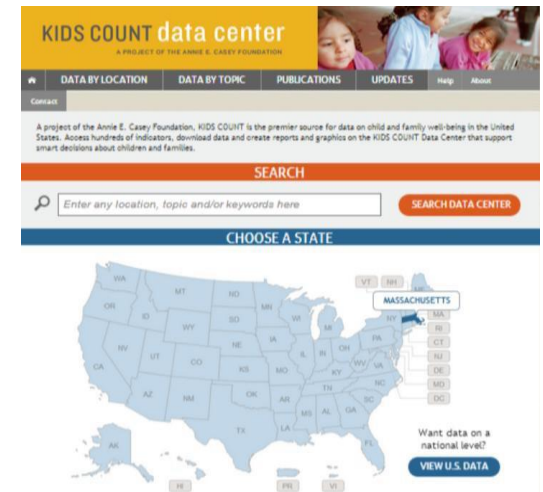 KIDS COUNT data center
A PROJECT OF THE ANNIE E. CASEY FOUNDATION
DATA BY LOCATION DATA BY TOPIC PUBLICATIONS UPDATES Help About
Contact
A project of the Annie E. Casey Foundation, KIDS COUNT is the premier source for data on child and family well-being in the United
States. Access hundreds of indicators, download data and create reports and graphics on the KIDS COUNT Data Center that support
smart decisions about children and families.
SEARCH
Enter any location, topic and/or keywords here
SEARCH DATA CENTER
CHOOSE A STATE
WA MT ND MN VT NH ME
MASSACHUSETTS
OR ID WY SD WI MI NY MA
RI
NV UT CO NE IA IL IN OH PA CT
NJ
CA KS MO KY WV VA DE
MD
AZ NM OK AR TN NC DC
SC
TX LA MS AL GA
FL
AK
HI PR VI
Want data on a
national level?
VIEW U.S. DATA